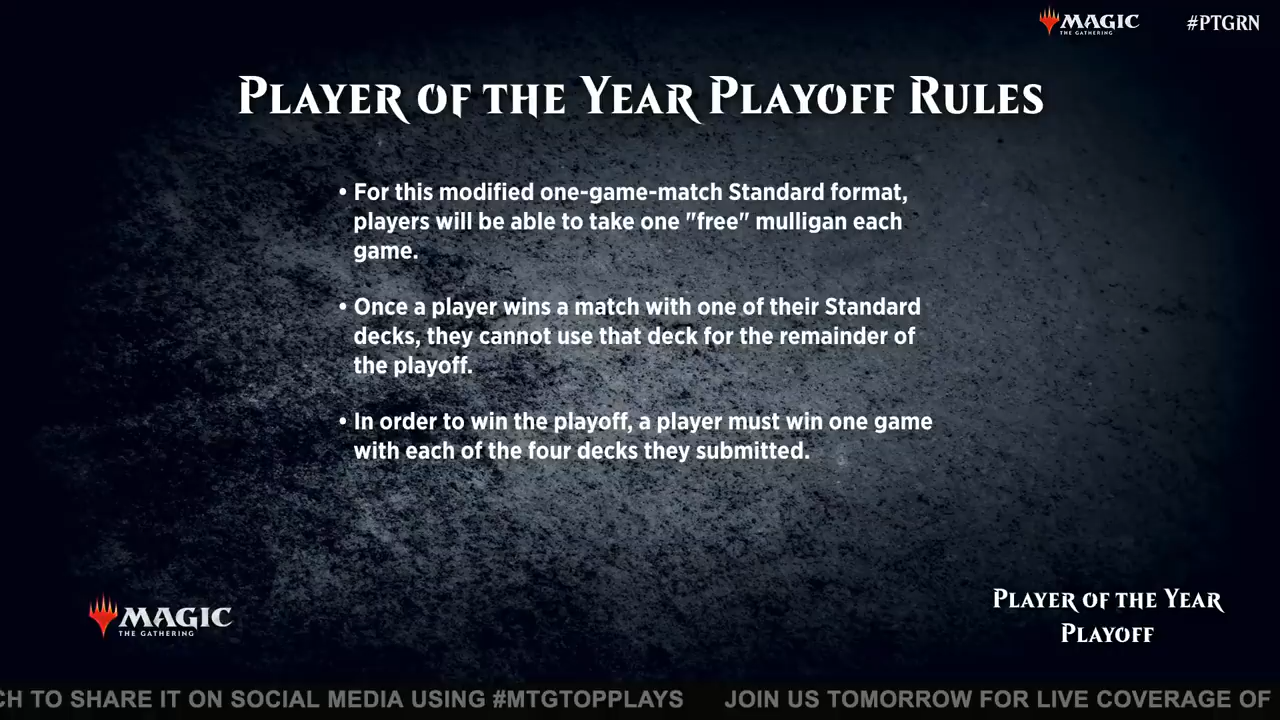 MAGIC
THE GATHERING
#PTGRN
PLAYER OF THE YEAR PLAYOFF RULES
• For this modified one-game-match Standard format,
players will be able to take one "free" mulligan each
game.
• Once a player wins a match with one of their Standard
decks, they cannot use that deck for the remainder of
the playoff.
• In order to win the playoff, a player must win one game
with each of the four decks they submitted.
MAGIC
THE GATHERING
PLAYER OF THE YEAR
PLAYOFF
CH TO SHARE IT ON SOCIAL MEDIA USING #MTGTOPPLAYS JOIN US TOMORROW FOR LIVE COVERAGE OF